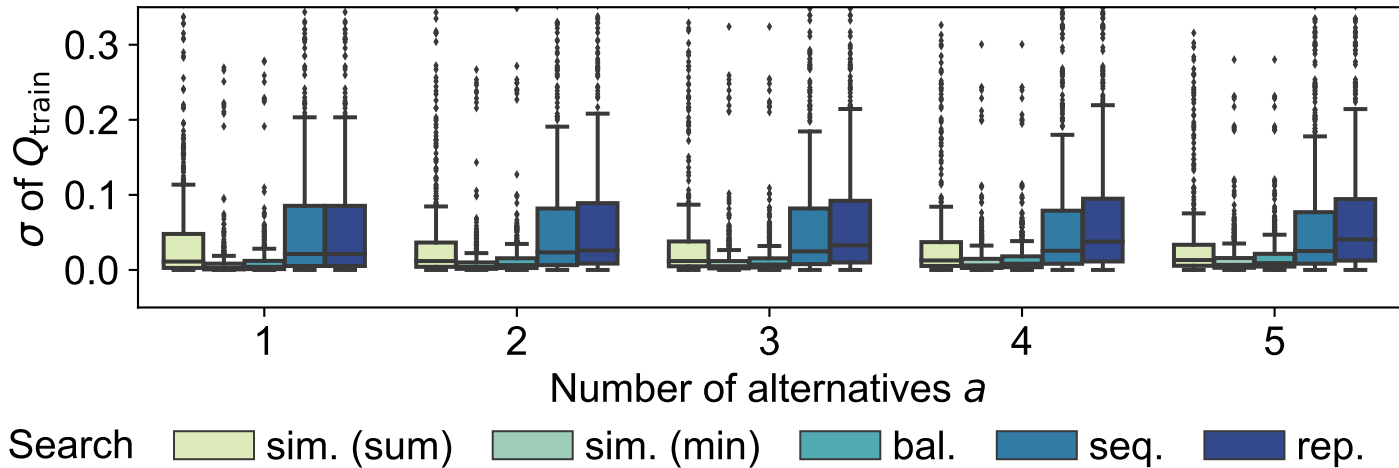 σ of Q_train
0.3
0.2
0.1
0.0
1 2 3 4 5
Number of alternatives a
Search sim. (sum) sim. (min) bal. seq. rep.